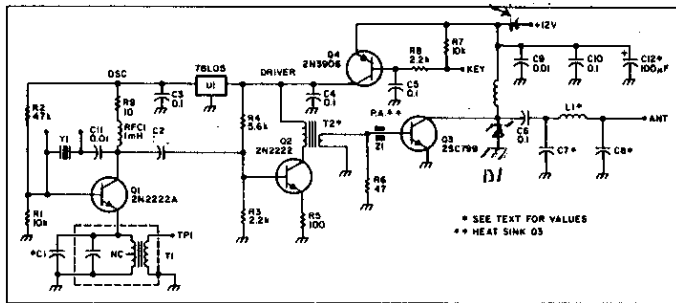 +12V
Q4
2N3906
R8
2.2k
R7
10k
KEY
C9
0.01
C10
0.1
C12*
100µF
OSC
78L05
U1
DRIVER
C3
0.1
C4
0.1
C5
0.1
R2
47k
R9
10
RFC1
1mH
Y1
C11
0.01
C2
R4
5.6k
Q2
2N2222
T2*
P.A.**
Z1
Q3
2SC799
C6
0.1
L1*
ANT
D1
C7*
C8*
R6
47
Q1
2N2222A
R1
10k
R3
2.2k
R5
100
* SEE TEXT FOR VALUES
** HEAT SINK Q3
*C1
NC
TP1
T1